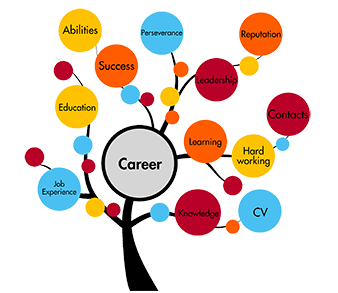 Abilities
Perseverance
Reputation
Success
Leadership
Education
Contacts
Learning
Career
Hard
working
Job
Experience
Knowledge
CV